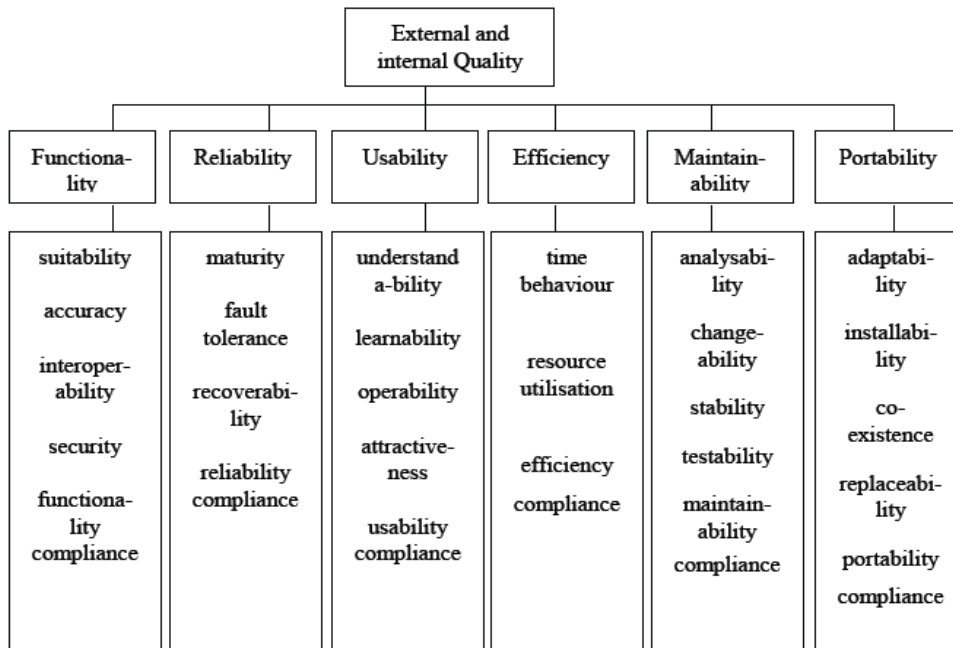 External and
internal Quality
Functiona-
lity
Reliability
Usability
Efficiency
Maintain-
ability
Portability
suitability
accuracy
interoper-
ability
security
functiona-
lity
compliance
maturity
fault
tolerance
recoverabi-
lity
reliability
compliance
understand
a-bility
learnability
operability
attractive-
ness
usability
compliance
time
behaviour
resource
utilisation
efficiency
compliance
analysabi-
lity
change-
ability
stability
testability
maintain-
ability
compliance
adaptabi-
lity
installabi-
lity
co-
existence
replaceabi-
lity
portability
compliance